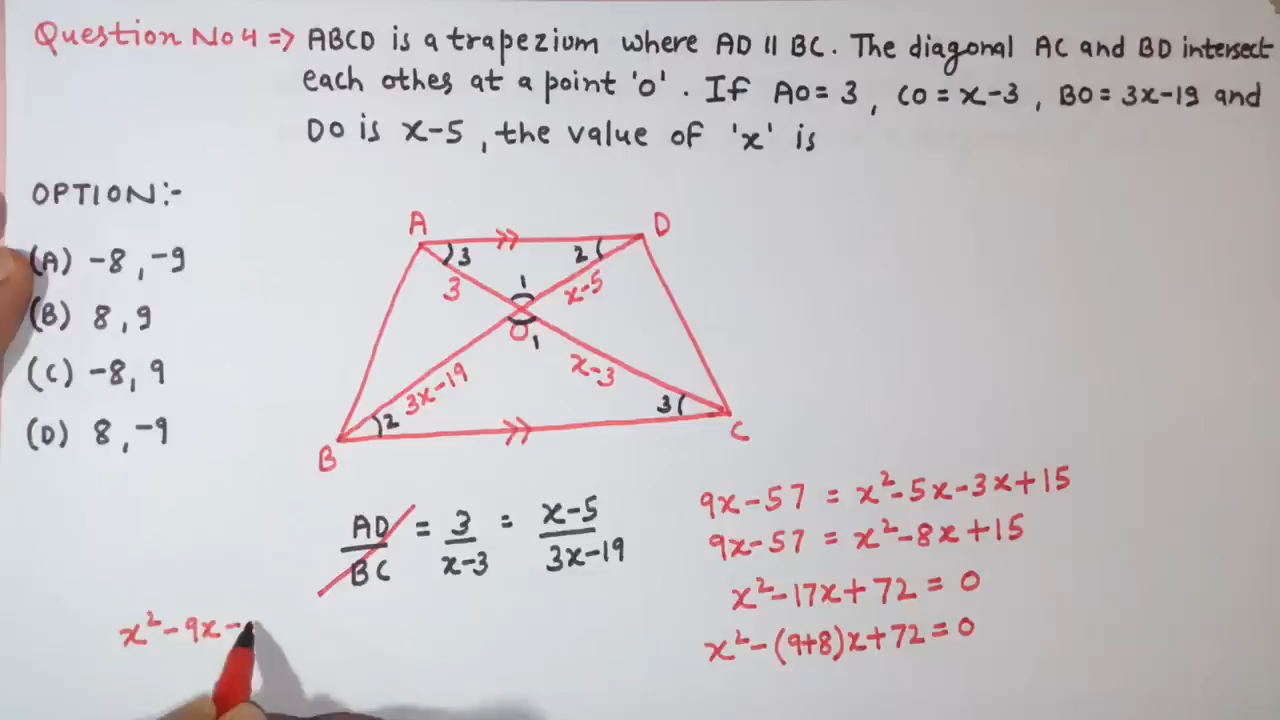 Question No 4 => ABCD is a trapezium where AD || BC. The diagonal AC and BD intersect
each othes at a point 'O'. If AO = 3, CO = x-3, BO = 3x-19 and
DO is x-5, the value of 'x' is
OPTION:-
(A) -8, -9
(B) 8, 9
(C) -8, 9
(D) 8, -9
A
D
3
2
3
1
x-5
O
1
3x-19
x-3
2
3
B
C
AD/BC = 3/(x-3) = (x-5)/(3x-19)
9x-57 = x²-5x-3x+15
9x-57 = x²-8x+15
x²-17x+72 = 0
x²-(9+8)x+72 = 0
x²-9x-